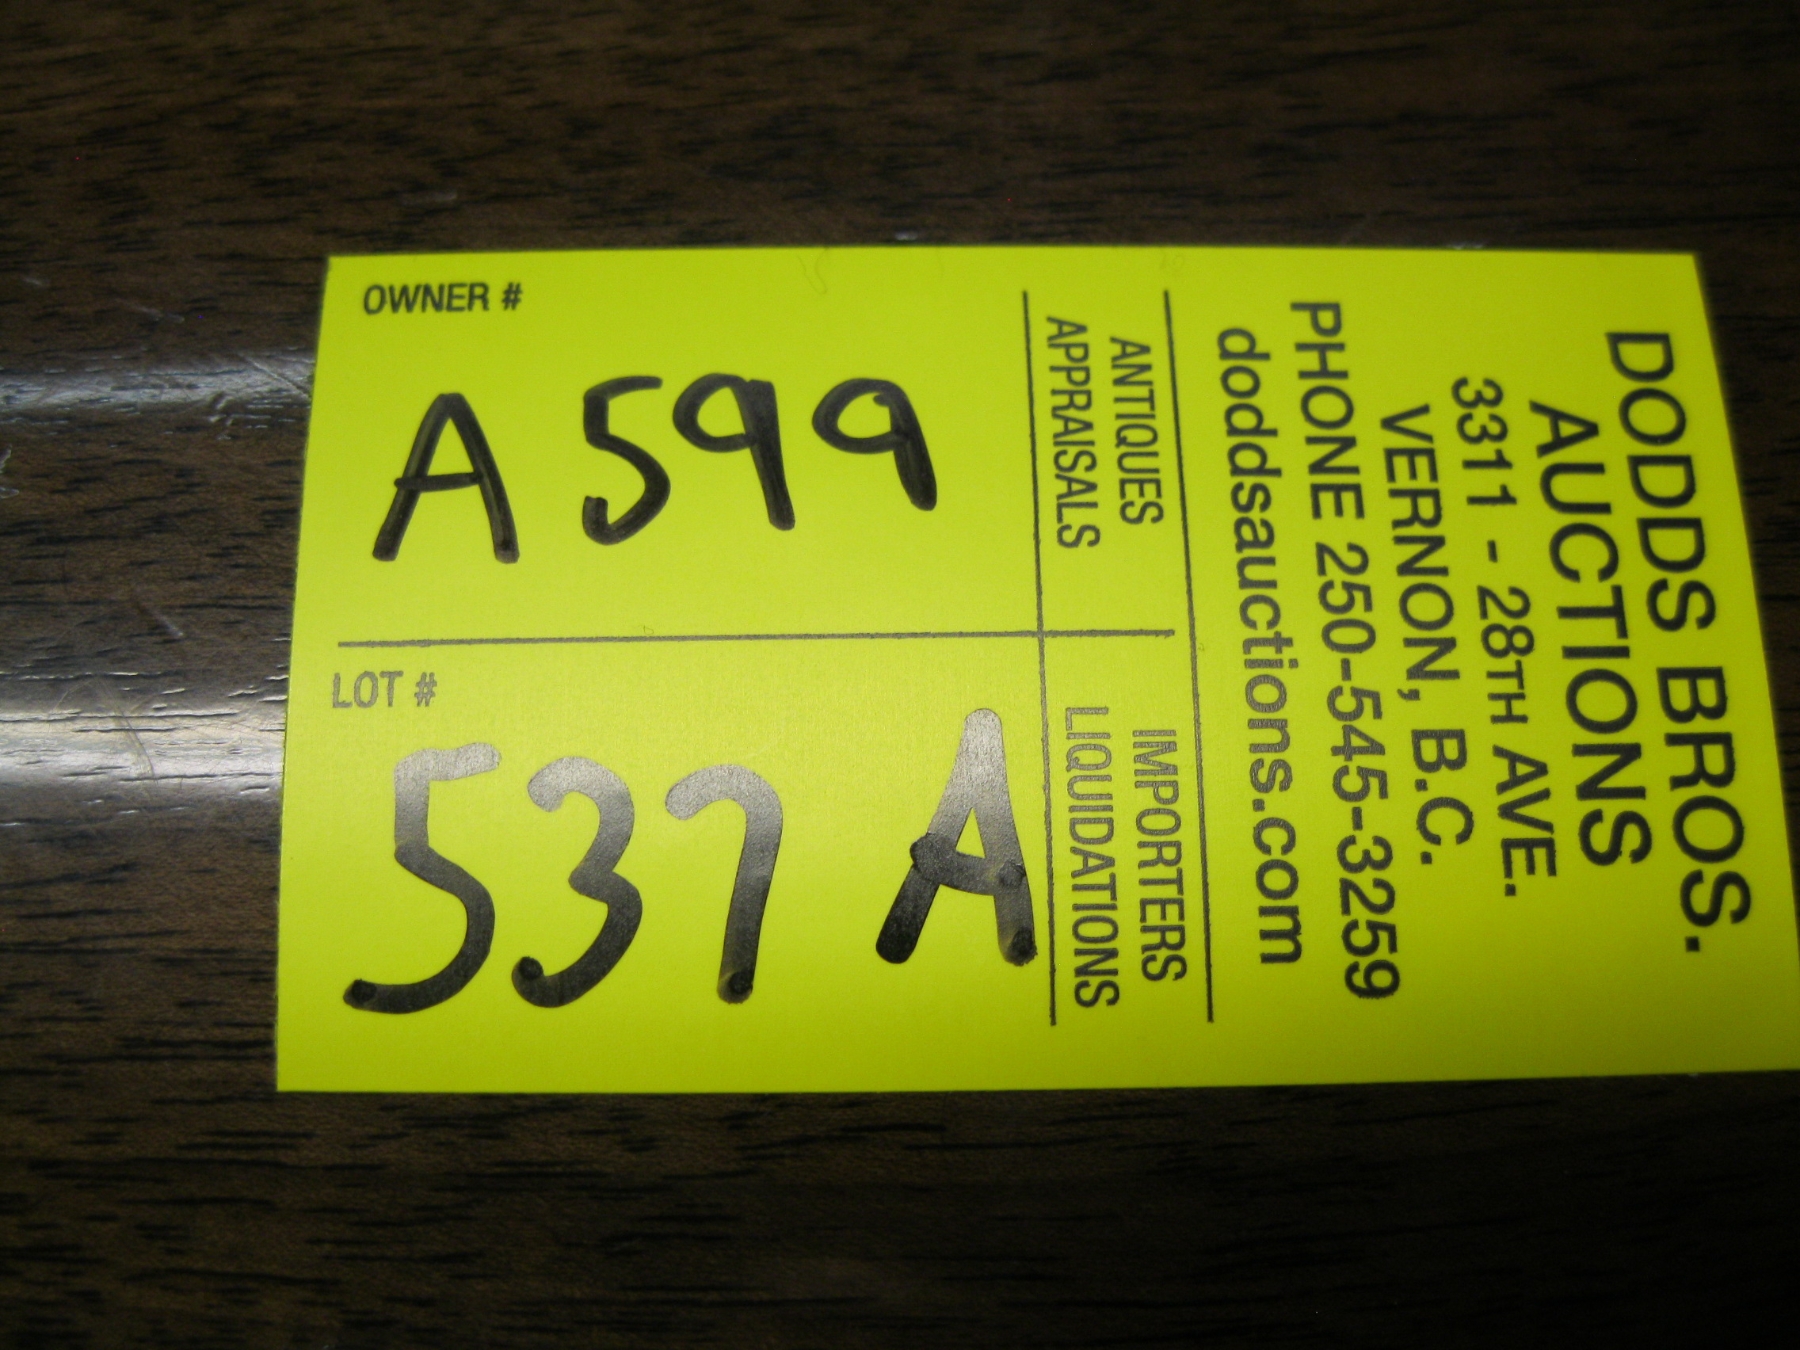 OWNER #
A 599
LOT #
537 A
ANTIQUES
APPRAISALS
IMPORTERS
LIQUIDATIONS
DODDS BROS.
AUCTIONS
3311 - 28TH AVE.
VERNON, B.C.
PHONE 250-545-3259
doddsauctions.com